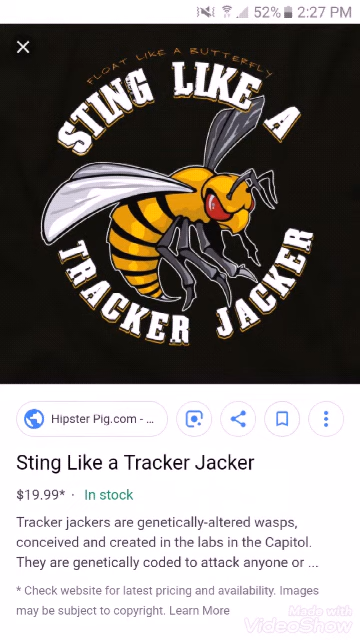 52% 2:27 PM
FLOAT LIKE A BUTTERFLY
STING LIKE A
TRACKER JACKER
Hipster Pig.com - ...
Sting Like a Tracker Jacker
$19.99* · In stock
Tracker jackers are genetically-altered wasps,
conceived and created in the labs in the Capitol.
They are genetically coded to attack anyone or ...
* Check website for latest pricing and availability. Images
may be subject to copyright. Learn More
Made with
VideoShow